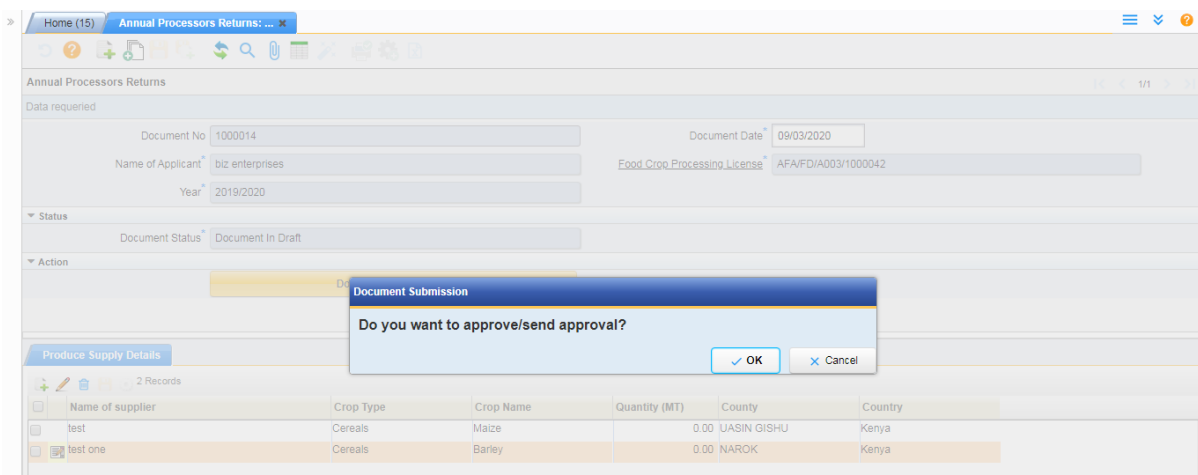 » Home (15) Annual Processors Returns: ... ×
Annual Processors Returns 1/1
Data requeried
Document No 1000014 Document Date* 09/03/2020
Name of Applicant* biz enterprises Food Crop Processing License* AFA/FD/A003/1000042
Year* 2019/2020
Status
Document Status* Document In Draft
Action
Do
Document Submission
Do you want to approve/send approval?
OK Cancel
Produce Supply Details
2 Records
Name of supplier Crop Type Crop Name Quantity (MT) County Country
test Cereals Maize 0.00 UASIN GISHU Kenya
test one Cereals Barley 0.00 NAROK Kenya